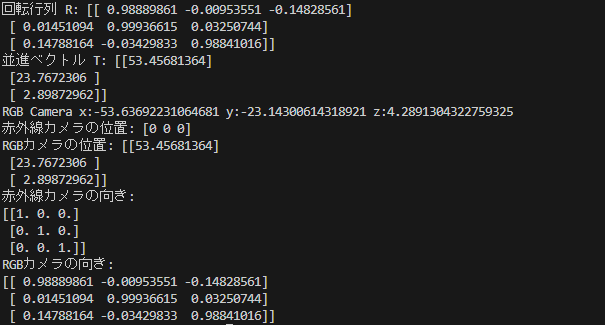 回転行列 R: [[ 0.98889861 -0.00953551 -0.14828561]
 [ 0.01451094  0.99936615  0.03250744]
 [ 0.14788164 -0.03429833  0.98841016]]
並進ベクトル T: [[53.45681364]
 [23.7672306 ]
 [ 2.89872962]]
RGB Camera x:-53.63692231064681 y:-23.14300614318921 z:4.2891304322759325
赤外線カメラの位置: [0 0 0]
RGBカメラの位置: [[53.45681364]
 [23.7672306 ]
 [ 2.89872962]]
赤外線カメラの向き:
[[1. 0. 0.]
 [0. 1. 0.]
 [0. 0. 1.]]
RGBカメラの向き:
[[ 0.98889861 -0.00953551 -0.14828561]
 [ 0.01451094  0.99936615  0.03250744]
 [ 0.14788164 -0.03429833  0.98841016]]